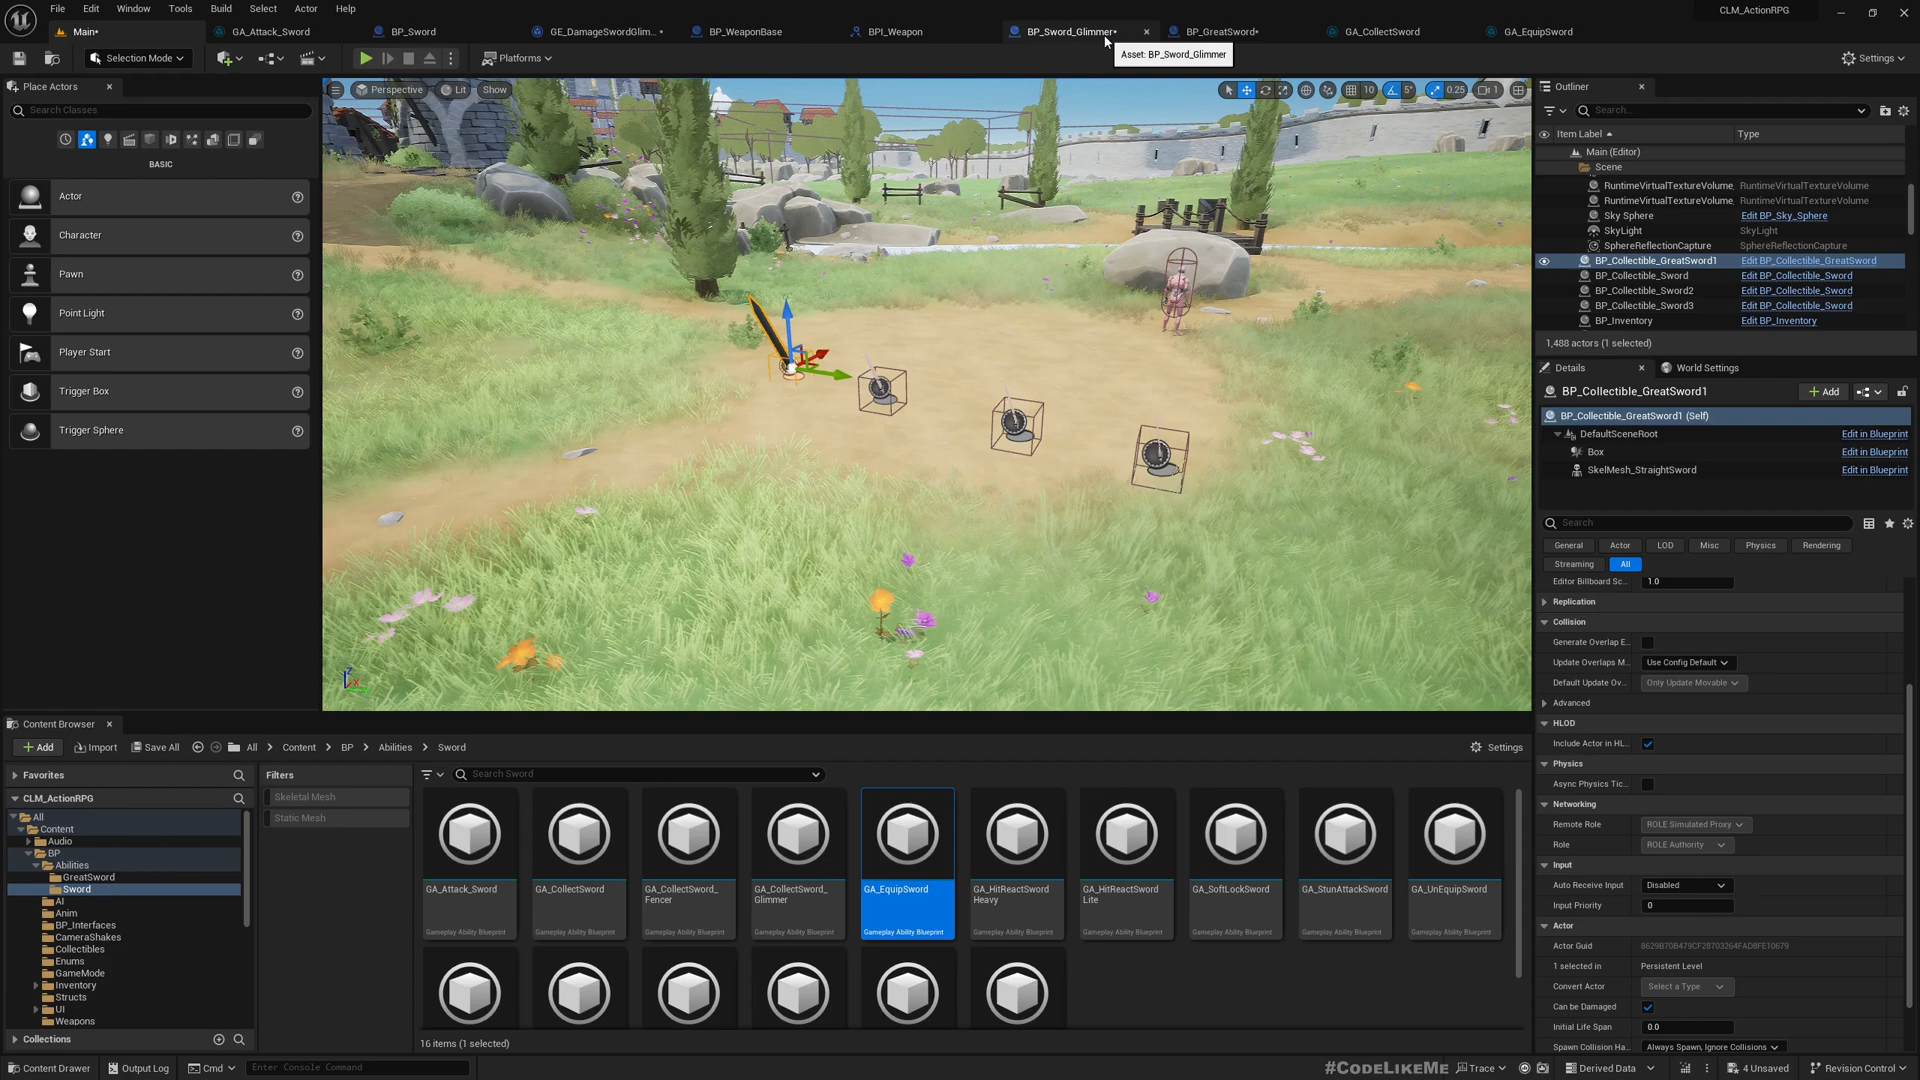 File Edit Window Tools Build Select Actor Help
CLM_ActionRPG
Main•
GA_Attack_Sword
BP_Sword
GE_DamageSwordGlim... •
BP_WeaponBase
BPI_Weapon
BP_Sword_Glimmer•
BP_GreatSword•
GA_CollectSword
GA_EquipSword
Asset: BP_Sword_Glimmer
Selection Mode
Platforms
Settings
Place Actors
Search Classes
BASIC
Actor
Character
Pawn
Point Light
Player Start
Trigger Box
Trigger Sphere
Perspective Lit Show
10 5° 0.25 1
Outliner
Search...
Item Label Type
Main (Editor)
Scene
RuntimeVirtualTextureVolume, RuntimeVirtualTextureVolume
RuntimeVirtualTextureVolume, RuntimeVirtualTextureVolume
Sky Sphere Edit BP_Sky_Sphere
SkyLight SkyLight
SphereReflectionCapture SphereReflectionCapture
BP_Collectible_GreatSword1 Edit BP_Collectible_GreatSword
BP_Collectible_Sword Edit BP_Collectible_Sword
BP_Collectible_Sword2 Edit BP_Collectible_Sword
BP_Collectible_Sword3 Edit BP_Collectible_Sword
BP_Inventory Edit BP_Inventory
1,488 actors (1 selected)
Details
World Settings
BP_Collectible_GreatSword1
Add
BP_Collectible_GreatSword1 (Self)
DefaultSceneRoot Edit in Blueprint
Box Edit in Blueprint
SkelMesh_StraightSword Edit in Blueprint
Search
General Actor LOD Misc Physics Rendering
Streaming All
Editor Billboard Sc.. 1.0
Replication
Collision
Generate Overlap E..
Update Overlaps M.. Use Config Default
Default Update Ov.. Only Update Movable
Advanced
HLOD
Include Actor in HL..
Physics
Async Physics Tic..
Networking
Remote Role ROLE Simulated Proxy
Role ROLE Authority
Input
Auto Receive Input Disabled
Input Priority 0
Actor
Actor Guid 8629B70B479CF28703264FAD8FE10679
1 selected in Persistent Level
Convert Actor Select a Type
Can be Damaged
Initial Life Span 0.0
Spawn Collision Ha.. Always Spawn, Ignore Collisions
Content Browser
Add Import Save All All > Content > BP > Abilities > Sword
Settings
Favorites
CLM_ActionRPG
All
Content
Audio
BP
Abilities
GreatSword
Sword
AI
Anim
BP_Interfaces
CameraShakes
Collectibles
Enums
GameMode
Inventory
Structs
UI
Weapons
Collections
Filters
Skeletal Mesh
Static Mesh
Search Sword
GA_Attack_Sword
Gameplay Ability Blueprint
GA_CollectSword
Gameplay Ability Blueprint
GA_CollectSword_
Fencer
Gameplay Ability Blueprint
GA_CollectSword_
Glimmer
Gameplay Ability Blueprint
GA_EquipSword
Gameplay Ability Blueprint
GA_HitReactSword
Heavy
Gameplay Ability Blueprint
GA_HitReactSword
Lite
Gameplay Ability Blueprint
GA_SoftLockSword
Gameplay Ability Blueprint
GA_StunAttackSword
Gameplay Ability Blueprint
GA_UnEquipSword
Gameplay Ability Blueprint
16 items (1 selected)
Content Drawer Output Log Cmd Enter Console Command
#CODELIKEME
Trace Derived Data 4 Unsaved Revision Control